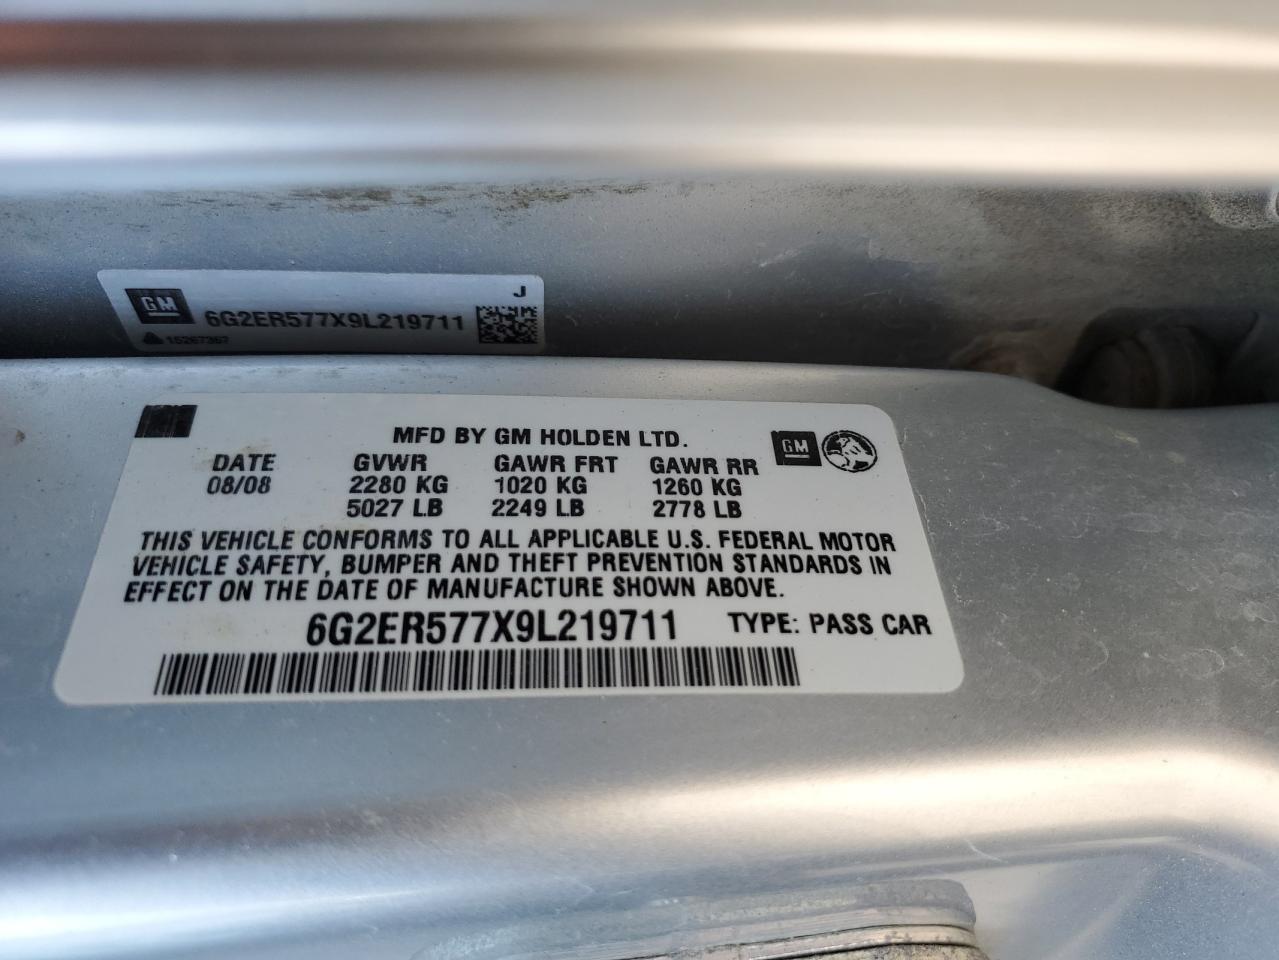 GM
J
6G2ER577X9L219711
15267367
MFD BY GM HOLDEN LTD.
GM
DATE GVWR GAWR FRT GAWR RR
08/08 2280 KG 1020 KG 1260 KG
5027 LB 2249 LB 2778 LB
THIS VEHICLE CONFORMS TO ALL APPLICABLE U.S. FEDERAL MOTOR
VEHICLE SAFETY, BUMPER AND THEFT PREVENTION STANDARDS IN
EFFECT ON THE DATE OF MANUFACTURE SHOWN ABOVE.
6G2ER577X9L219711 TYPE: PASS CAR